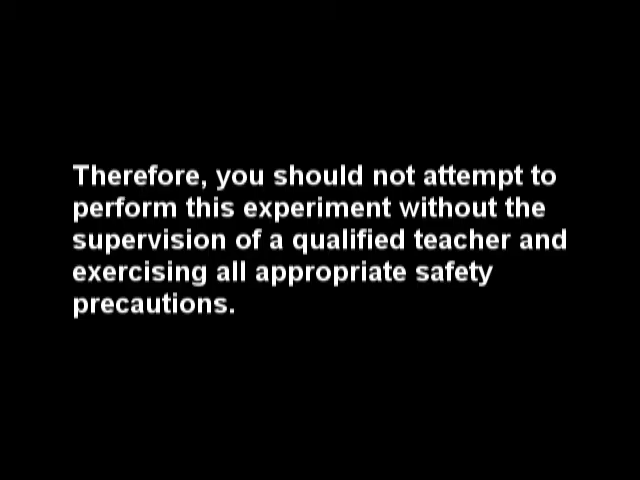 Therefore, you should not attempt to
perform this experiment without the
supervision of a qualified teacher and
exercising all appropriate safety
precautions.